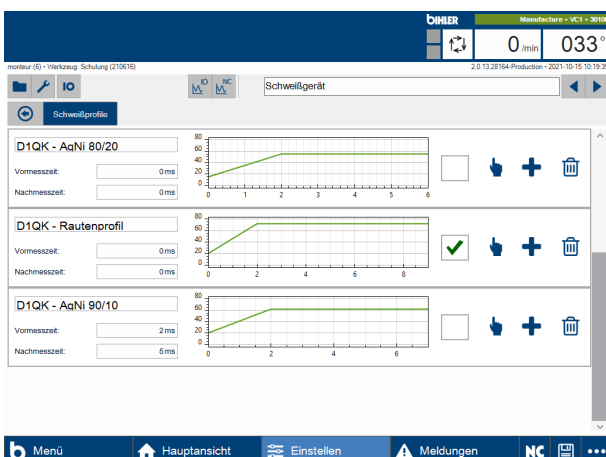 BIHLER
Manufacture • VC1 • 3010
0 /min
033°
monteur (6) • Werkzeug: Schulung (210616)
2.0.13.28164-Production • 2021-10-15 10:19:3
IO
IO
NC
Schweißgerät
Schweißprofile
D1QK - AgNi 80/20
Vormesszeit:
0 ms
Nachmesszeit:
0 ms
80
60
40
20
0
0 1 2 3 4 5 6
D1QK - Rautenprofil
Vormesszeit:
0 ms
Nachmesszeit:
0 ms
80
60
40
20
0
0 2 4 6 8
D1QK - AgNi 90/10
Vormesszeit:
2 ms
Nachmesszeit:
5 ms
80
60
40
20
0
0 2 4 6
b Menü
Hauptansicht
Einstellen
Meldungen
NC